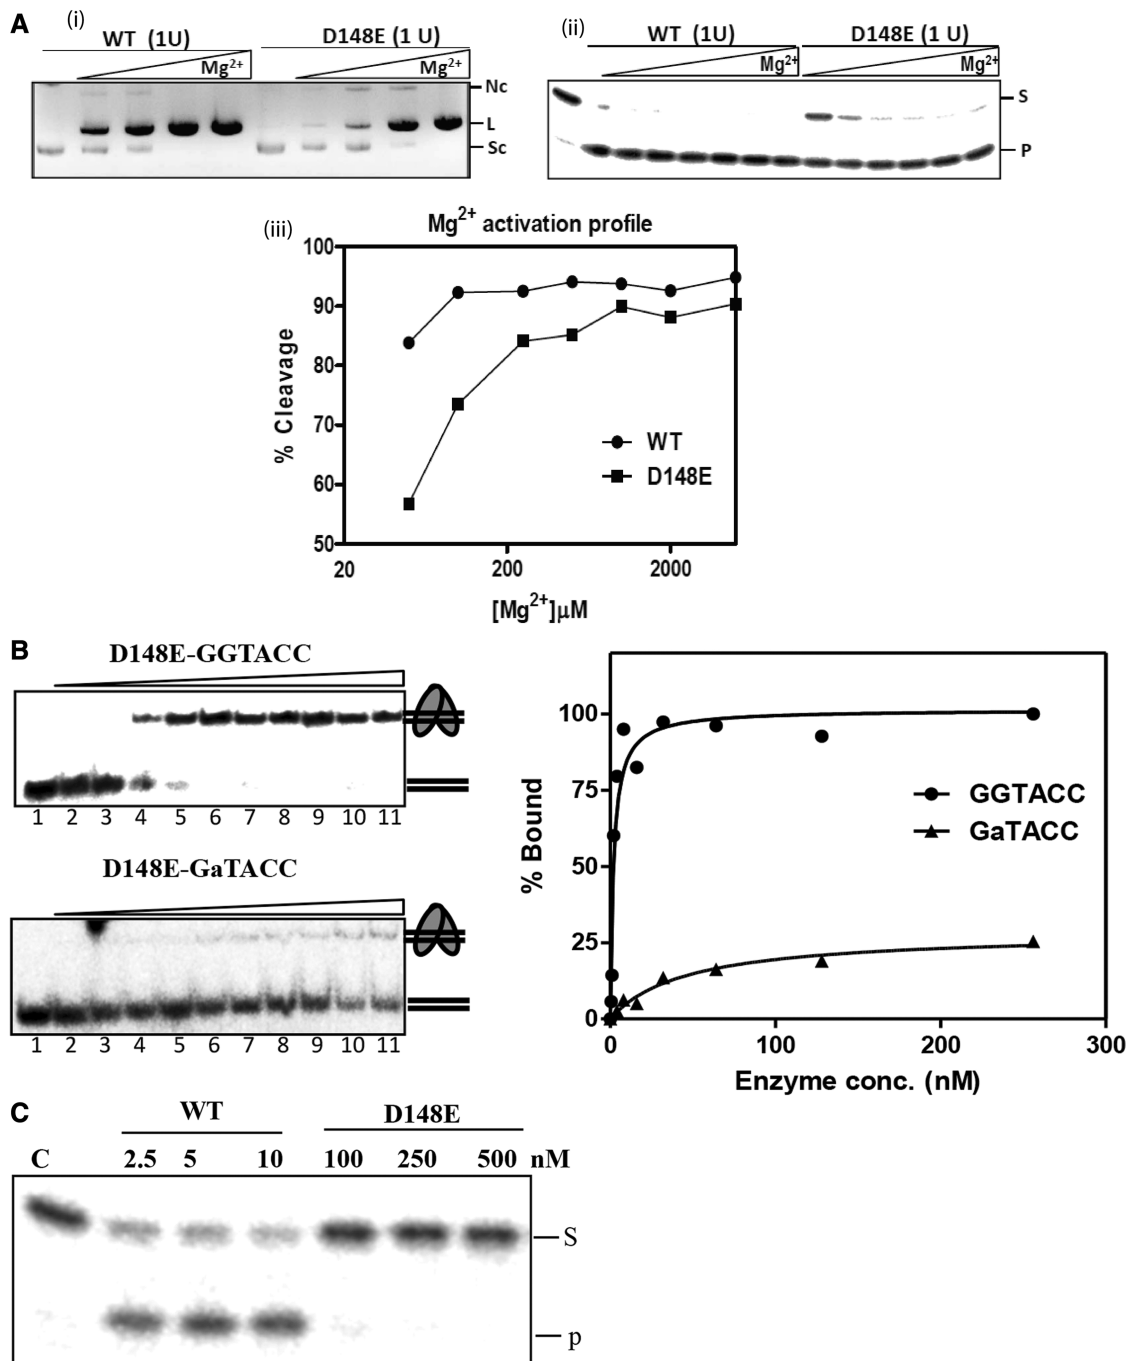 A
(i)
WT (1U)
D148E (1 U)
Mg2+
Mg2+
Nc
L
Sc
(ii)
WT (1U)
D148E (1 U)
Mg2+
Mg2+
S
P
(iii)
Mg2+ activation profile
100
90
80
70
60
50
% Cleavage
WT
D148E
20
200
2000
[Mg2+]μM
B
D148E-GGTACC
1 2 3 4 5 6 7 8 9 10 11
D148E-GaTACC
1 2 3 4 5 6 7 8 9 10 11
100
75
50
25
0
% Bound
GGTACC
GaTACC
0
100
200
300
Enzyme conc. (nM)
C
WT
D148E
C 2.5 5 10 100 250 500 nM
S
p